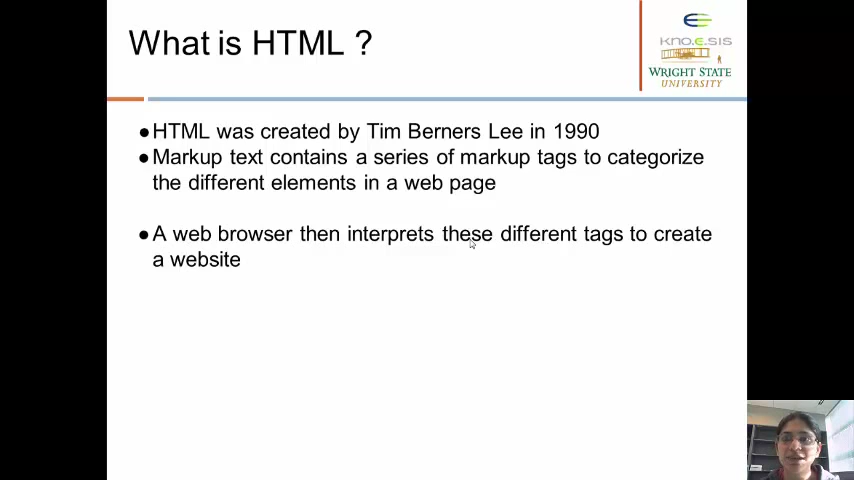 What is HTML ?
kno.e.sis
WRIGHT STATE
UNIVERSITY
●HTML was created by Tim Berners Lee in 1990
●Markup text contains a series of markup tags to categorize
the different elements in a web page
●A web browser then interprets these different tags to create
a website